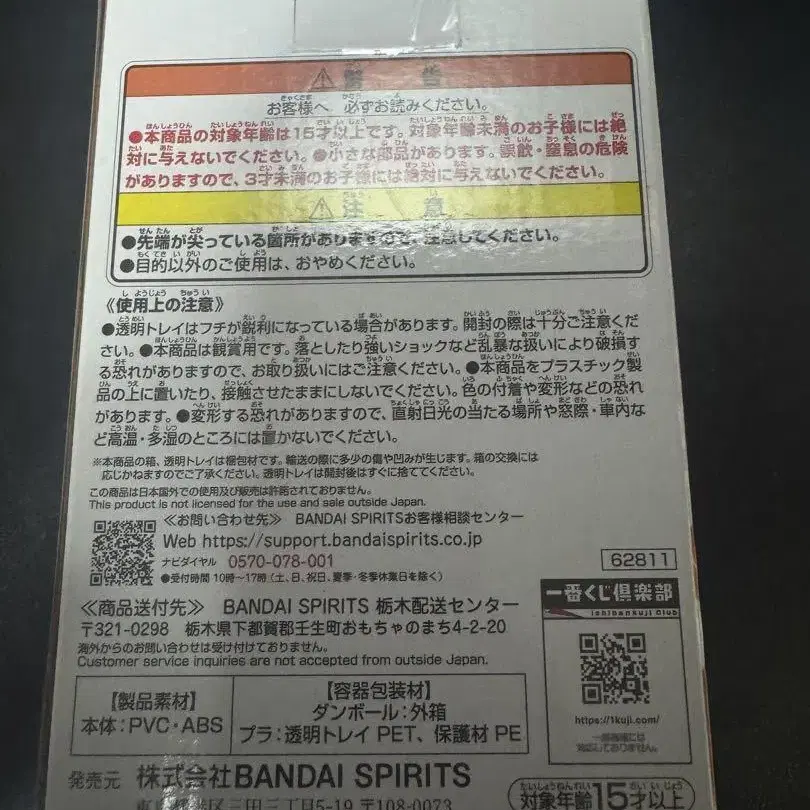 ⚠ 警告
お客様へ 必ずお読みください。
●本商品の対象年齢は15才以上です。対象年齢未満のお子様には絶
対に与えないでください。●小さな部品があります。誤飲・窒息の危険
がありますので、3才未満のお子様には絶対に与えないでください。
⚠ 注意
●先端が尖っている箇所がありますので、注意してください。
●目的以外のご使用は、おやめください。
《使用上の注意》
●透明トレイはフチが鋭利になっている場合があります。開封の際は十分ご注意くだ
さい。●本商品は観賞用です。落としたり強いショックなど乱暴な扱いにより破損す
る恐れがありますので、お取り扱いにはご注意ください。●本商品をプラスチック製
品の上に置いたり、接触させたままにしないでください。色の付着や変形などの恐れ
があります。●変形する恐れがありますので、直射日光の当たる場所や窓際・車内な
ど高温・多湿のところには置かないでください。
※本商品の箱、透明トレイは梱包材です。輸送の際に多少の傷や凹みが生じます。箱の交換には
応じかねますのでご了承ください。透明トレイは開封後はすぐに捨ててください。
この商品は日本国外での使用及び販売は許諾されておりません。
This product is not licensed for the use and sale outside Japan.
≪お問い合わせ先≫ BANDAI SPIRITSお客様相談センター
Web https://support.bandaispirits.co.jp
ナビダイヤル 0570-078-001
●受付時間 10時〜17時(土、日、祝日、夏季・冬季休業日を除く)
62811
≪商品送付先≫ BANDAI SPIRITS 栃木配送センター
〒321-0298 栃木県下都賀郡壬生町おもちゃのまち4-2-20
海外からのお問い合わせは受け付けておりません。
Customer service inquiries are not accepted from outside Japan.
一番くじ倶楽部
ichibankuji Club
https://1kuji.com/
一部機種には
対応しておりません。
【製品素材】
本体:PVC・ABS
【容器包装材】
ダンボール:外箱
プラ:透明トレイ PET、保護材 PE
発売元 株式会社BANDAI SPIRITS
東京都港区三田三丁目5-19 〒108-0073
対象年齢15才以上